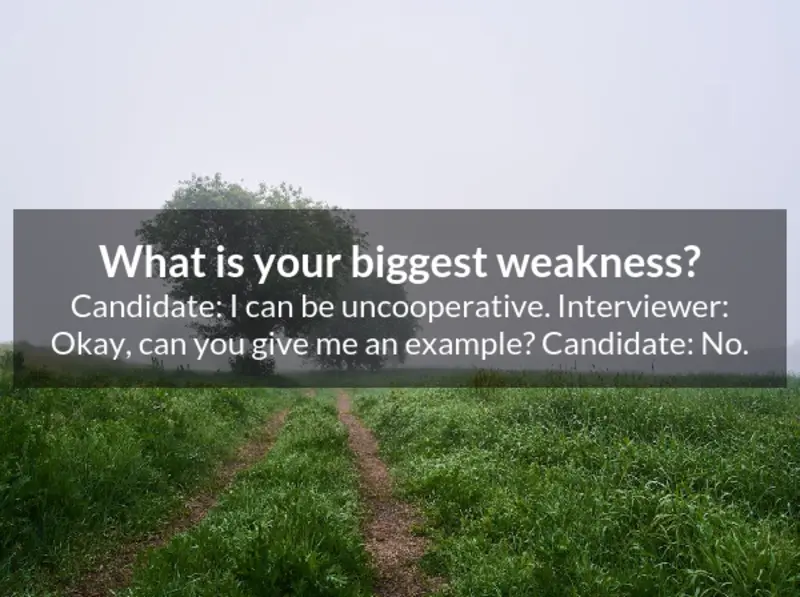 What is your biggest weakness?
Candidate: I can be uncooperative. Interviewer:
Okay, can you give me an example? Candidate: No.